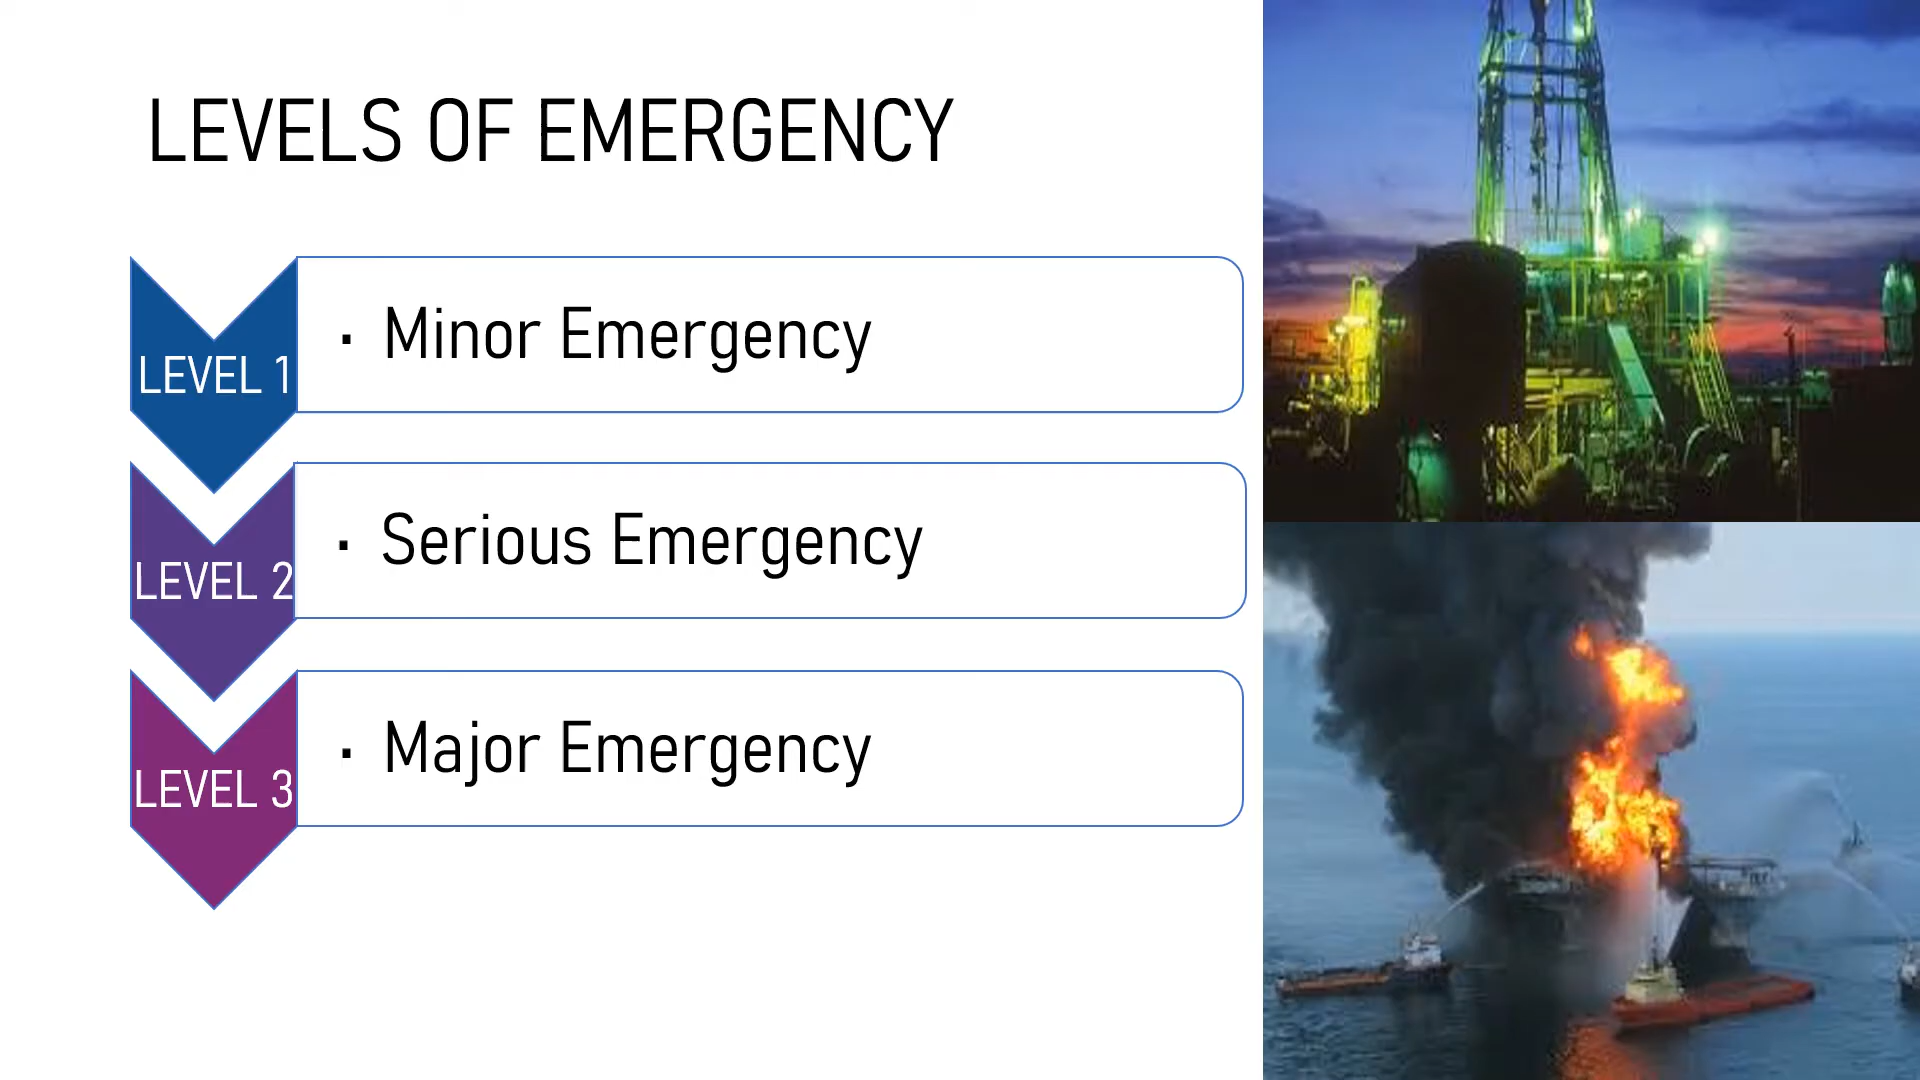 LEVELS OF EMERGENCY
LEVEL 1
· Minor Emergency
LEVEL 2
· Serious Emergency
LEVEL 3
· Major Emergency